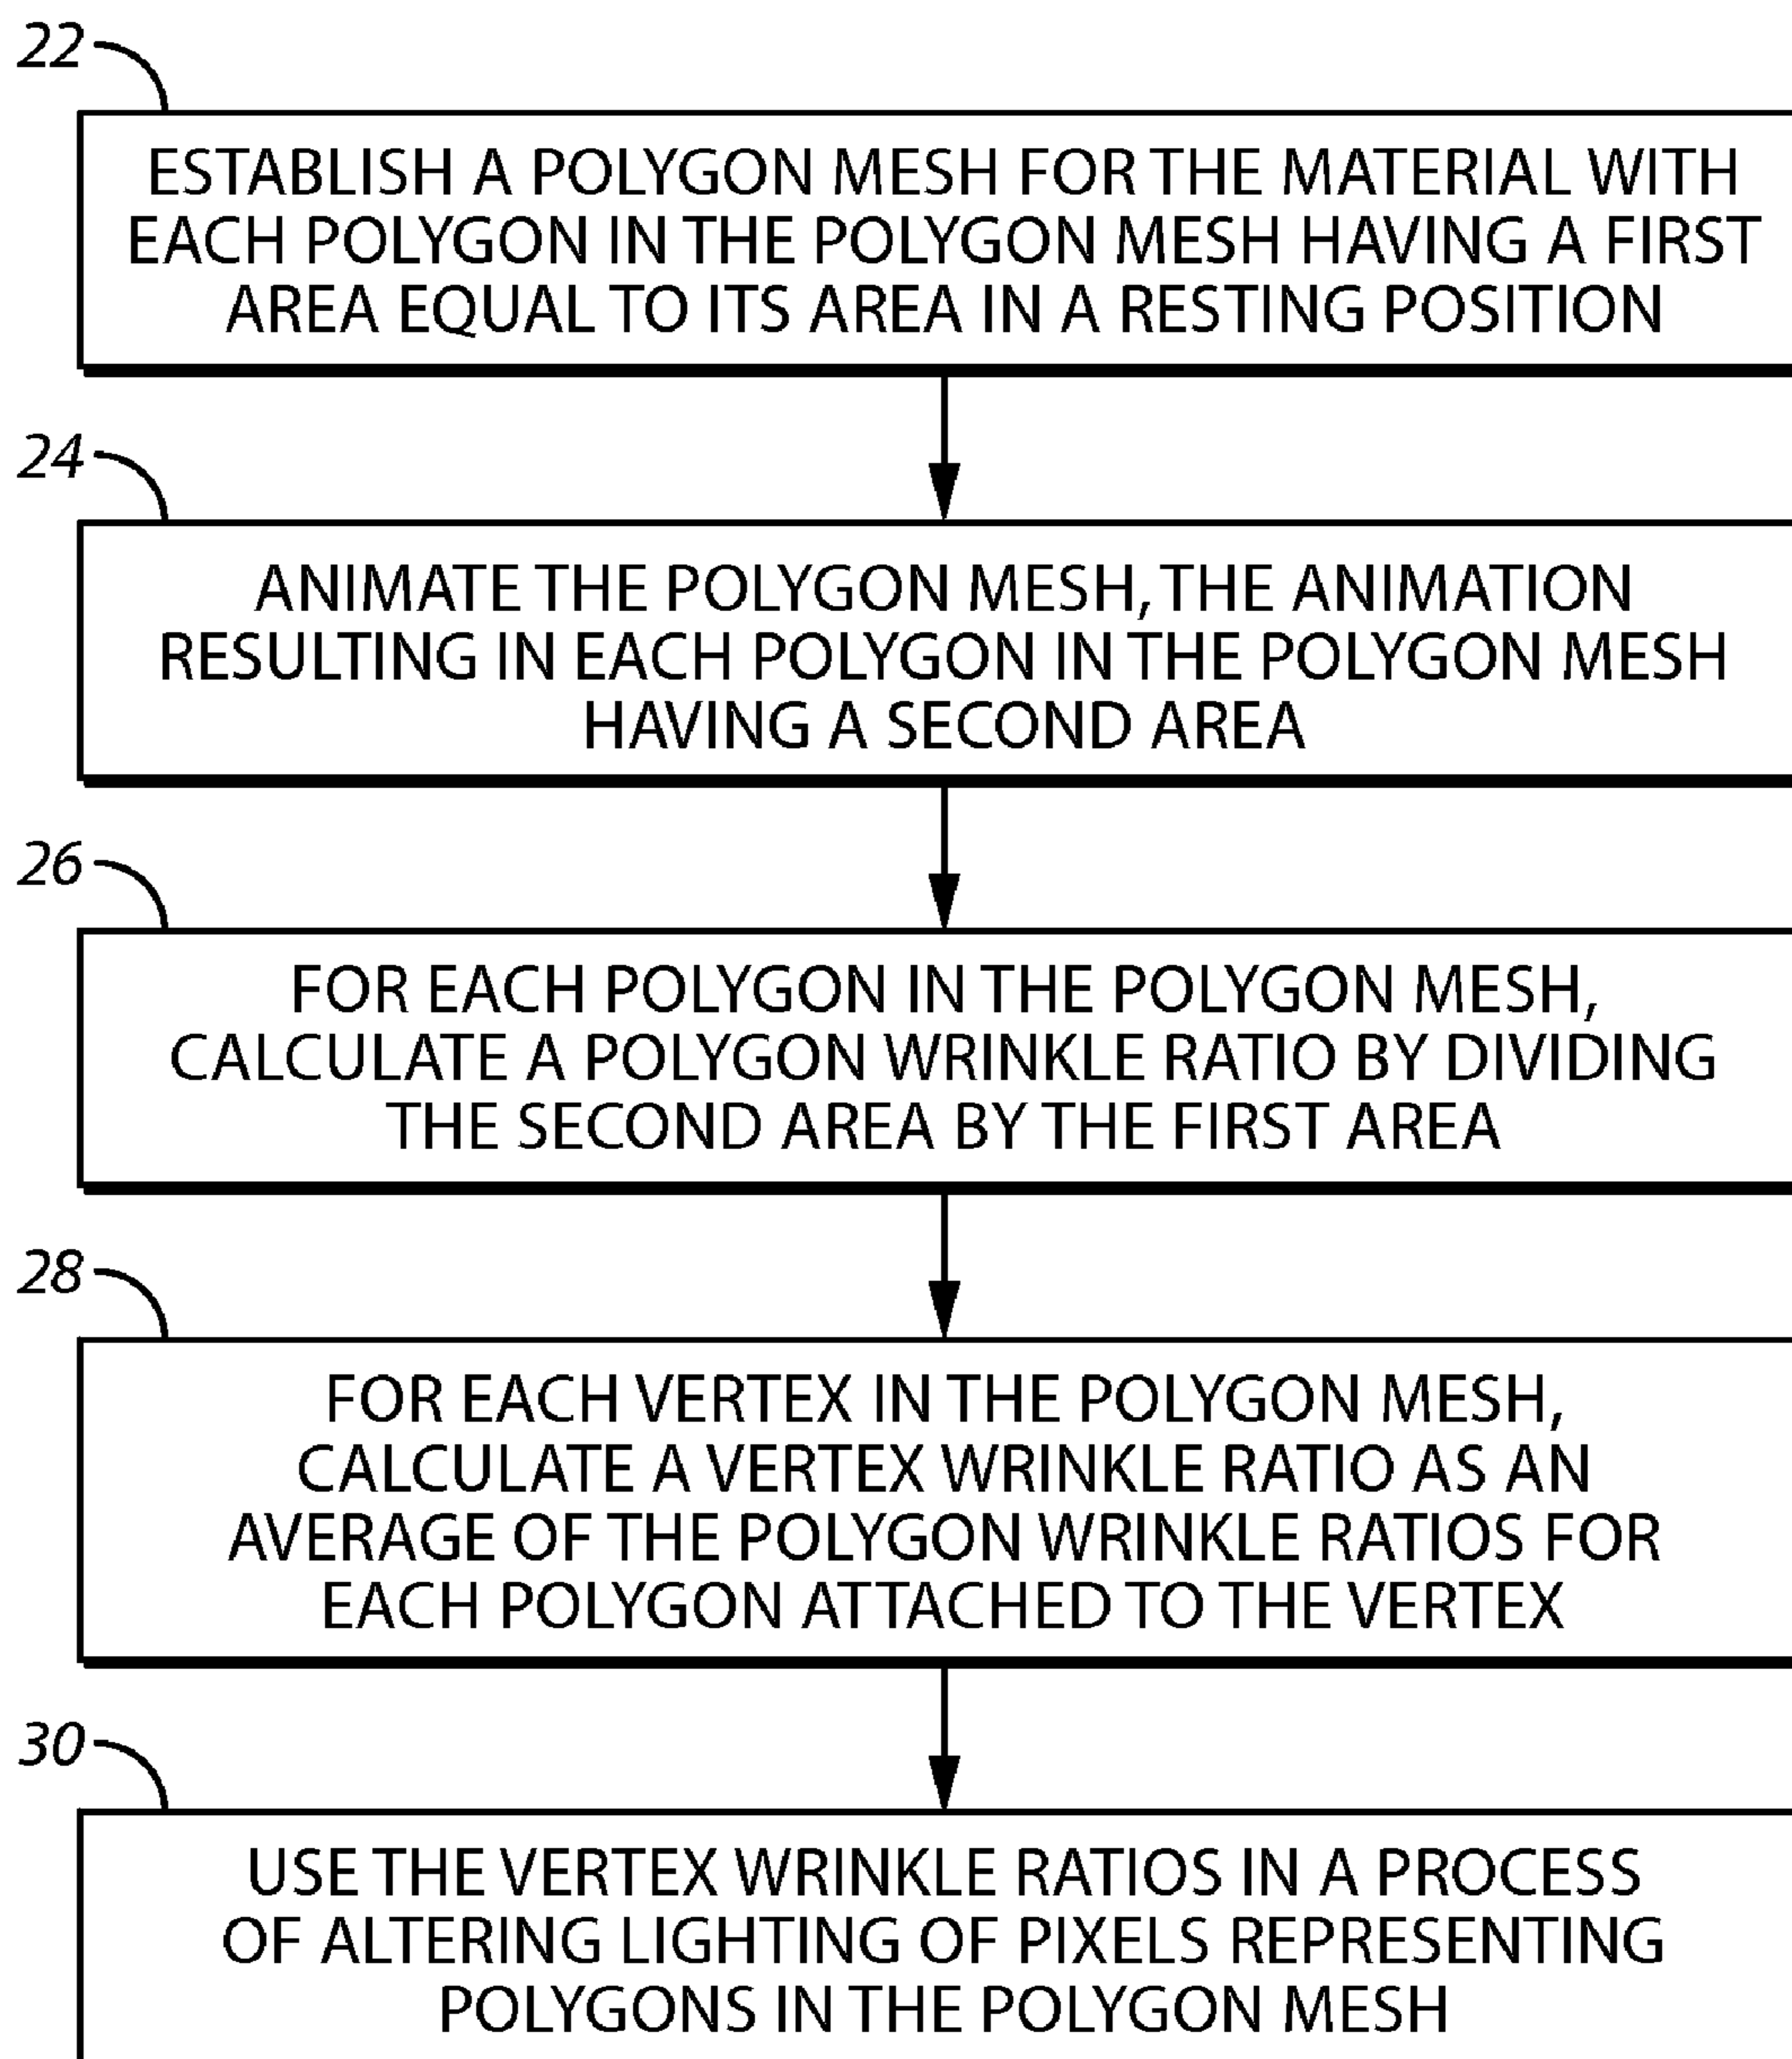 22
ESTABLISH A POLYGON MESH FOR THE MATERIAL WITH
EACH POLYGON IN THE POLYGON MESH HAVING A FIRST
AREA EQUAL TO ITS AREA IN A RESTING POSITION
24
ANIMATE THE POLYGON MESH, THE ANIMATION
RESULTING IN EACH POLYGON IN THE POLYGON MESH
HAVING A SECOND AREA
26
FOR EACH POLYGON IN THE POLYGON MESH,
CALCULATE A POLYGON WRINKLE RATIO BY DIVIDING
THE SECOND AREA BY THE FIRST AREA
28
FOR EACH VERTEX IN THE POLYGON MESH,
CALCULATE A VERTEX WRINKLE RATIO AS AN
AVERAGE OF THE POLYGON WRINKLE RATIOS FOR
EACH POLYGON ATTACHED TO THE VERTEX
30
USE THE VERTEX WRINKLE RATIOS IN A PROCESS
OF ALTERING LIGHTING OF PIXELS REPRESENTING
POLYGONS IN THE POLYGON MESH